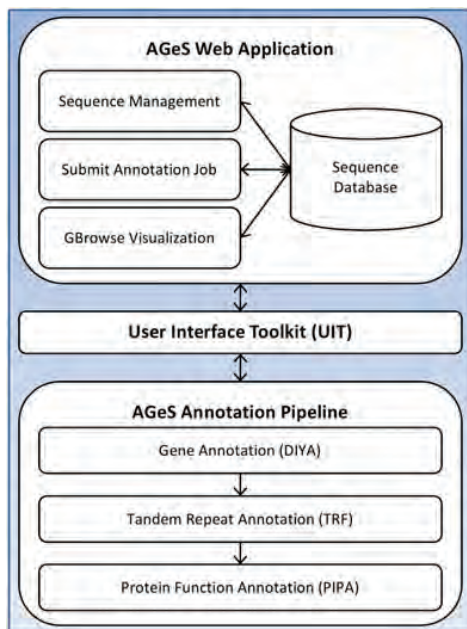 AGeS Web Application
Sequence Management
Submit Annotation Job
GBrowse Visualization
Sequence
Database
User Interface Toolkit (UIT)
AGeS Annotation Pipeline
Gene Annotation (DIYA)
Tandem Repeat Annotation (TRF)
Protein Function Annotation (PIPA)